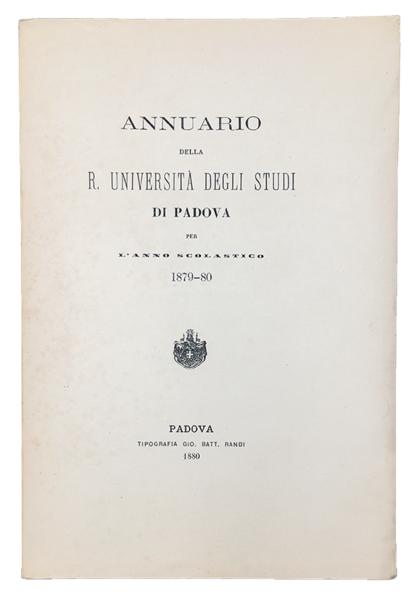 ANNUARIO
DELLA
R. UNIVERSITÀ DEGLI STUDI
DI PADOVA
PER
L'ANNO SCOLASTICO
1879-80
PADOVA
TIPOGRAFIA GIO. BATT. RANDI
1880